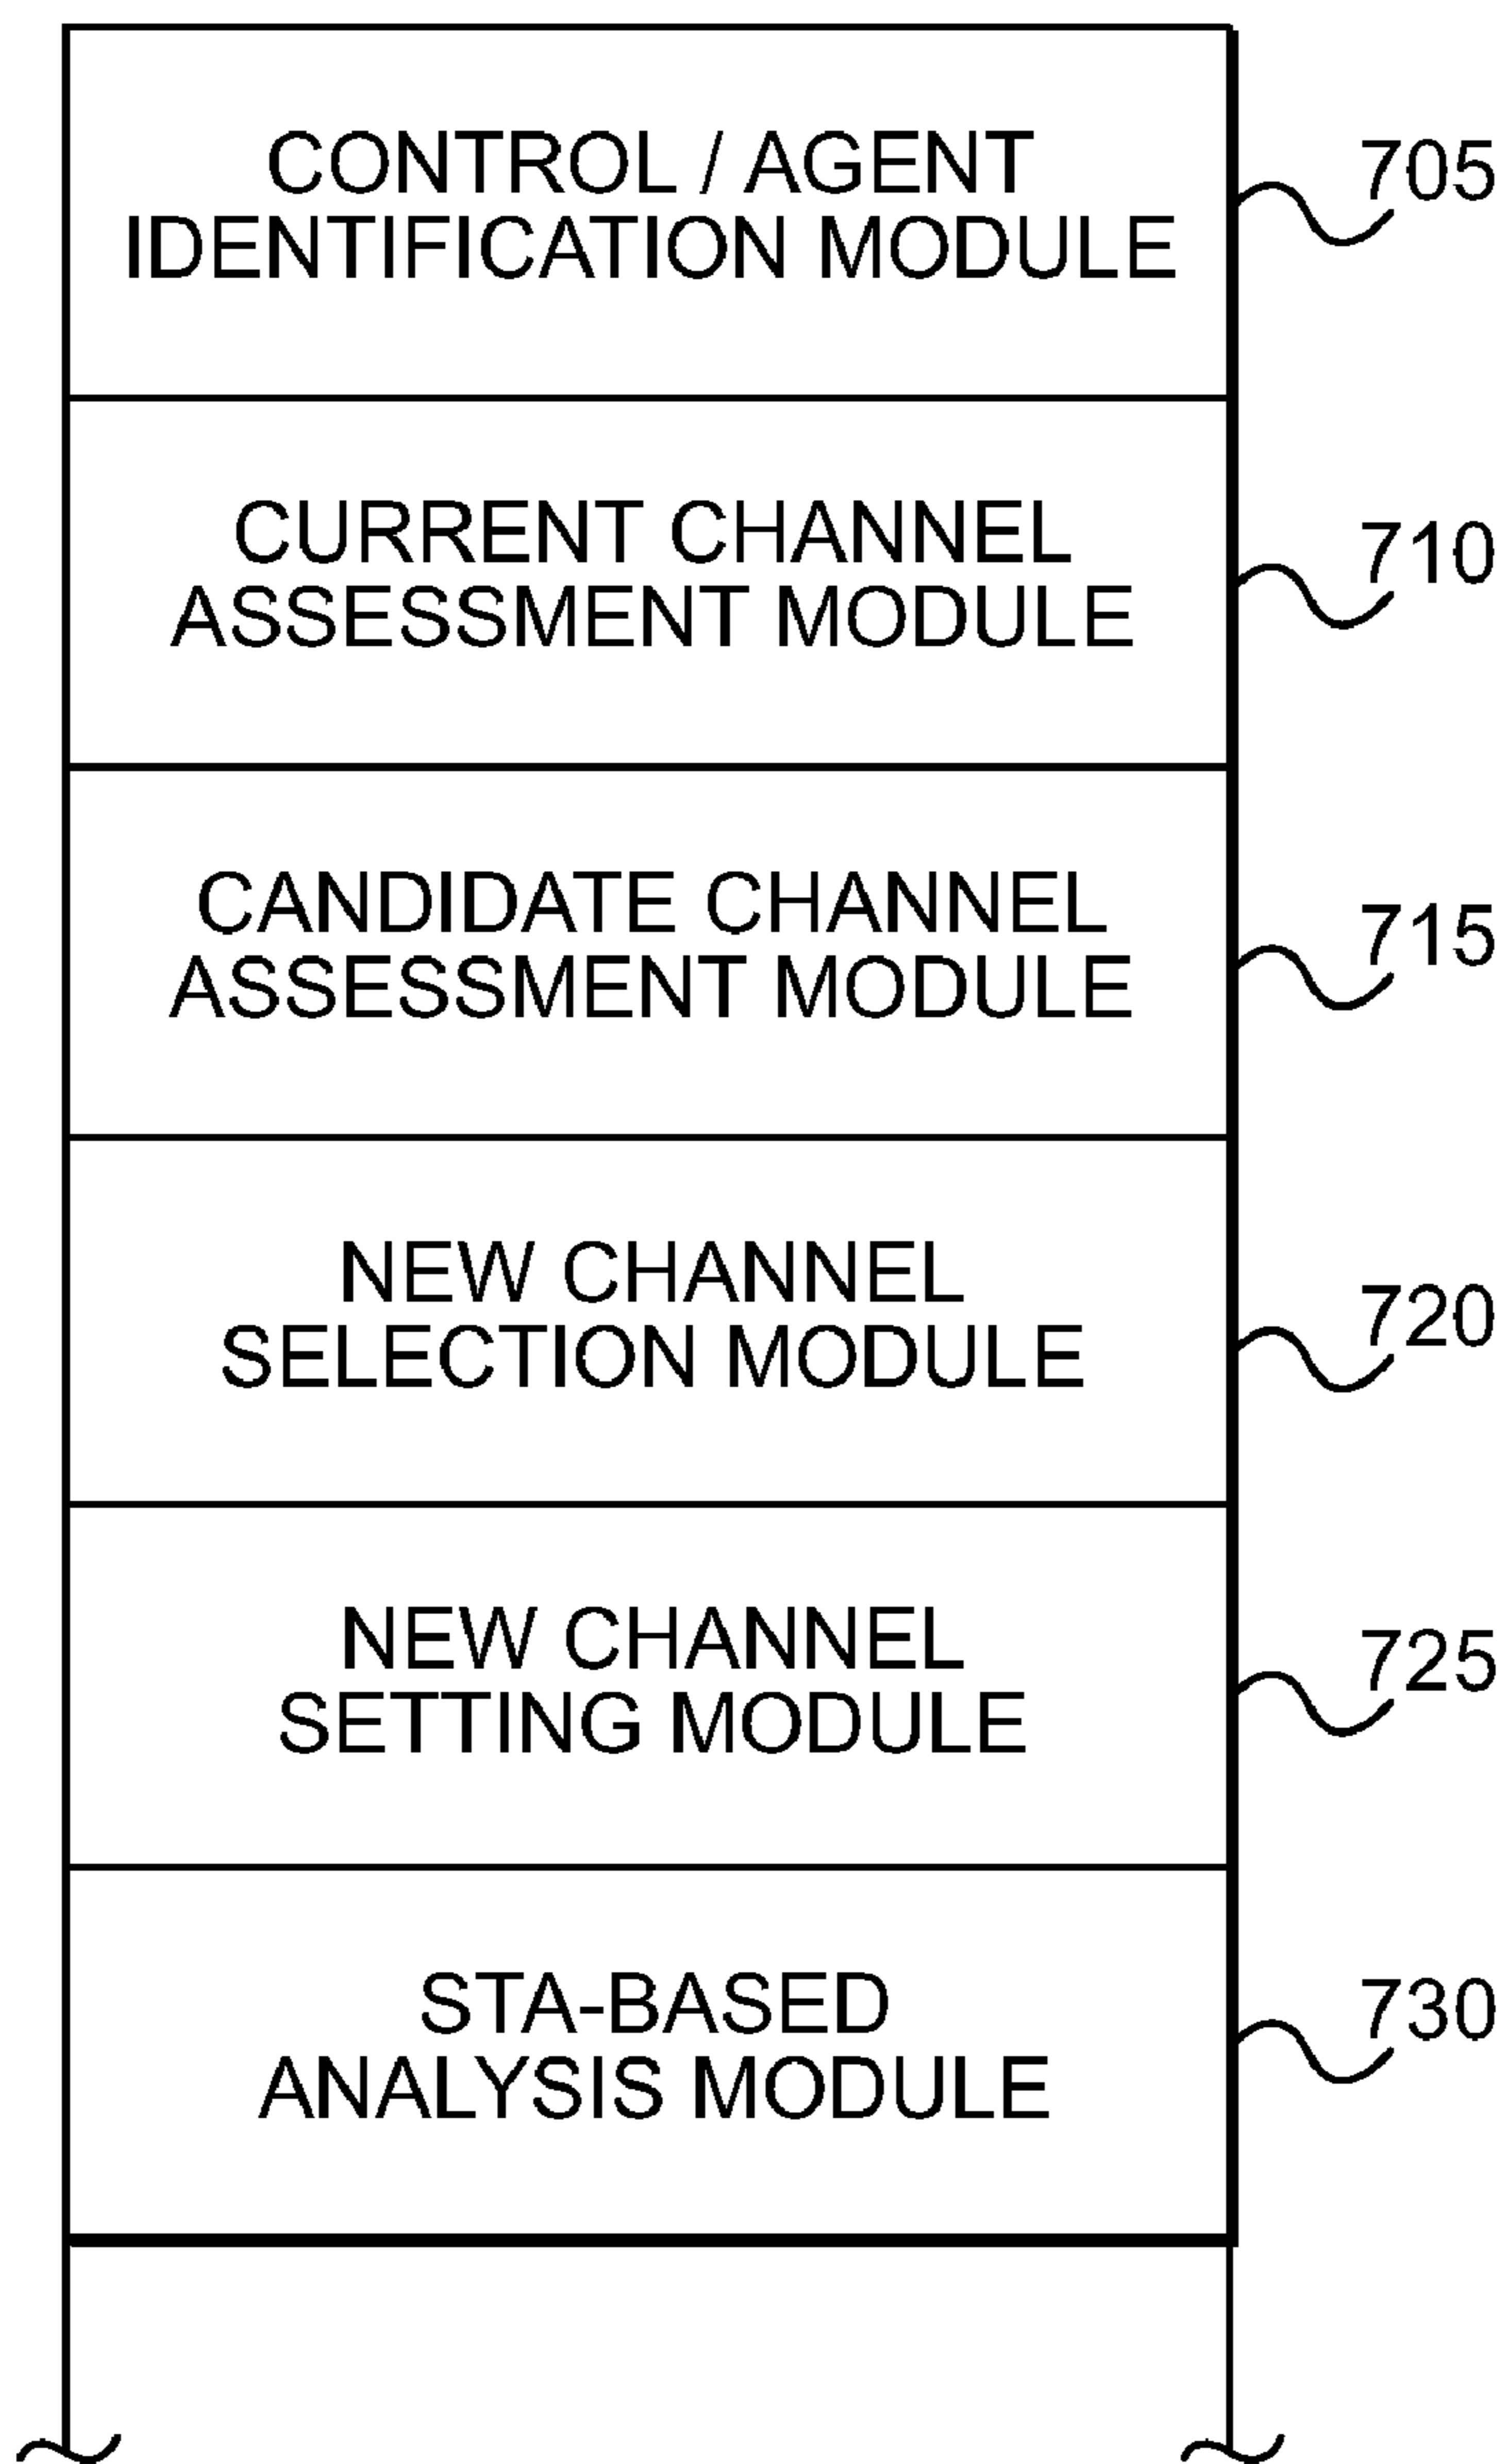 CONTROL / AGENT
IDENTIFICATION MODULE
705
CURRENT CHANNEL
ASSESSMENT MODULE
710
CANDIDATE CHANNEL
ASSESSMENT MODULE
715
NEW CHANNEL
SELECTION MODULE
720
NEW CHANNEL
SETTING MODULE
725
STA-BASED
ANALYSIS MODULE
730